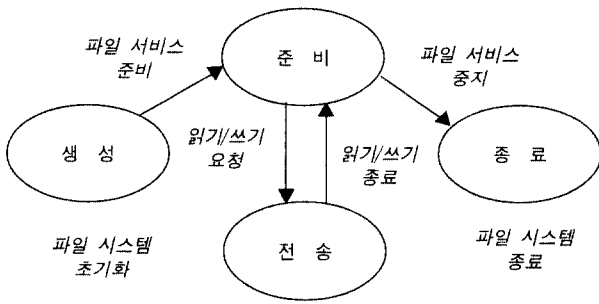 파일 서비스
준비
준 비
파일 서비스
중지
생 성
읽기/쓰기
요청
읽기/쓰기
종료
종 료
파일 시스템
초기화
전 송
파일 시스템
종료